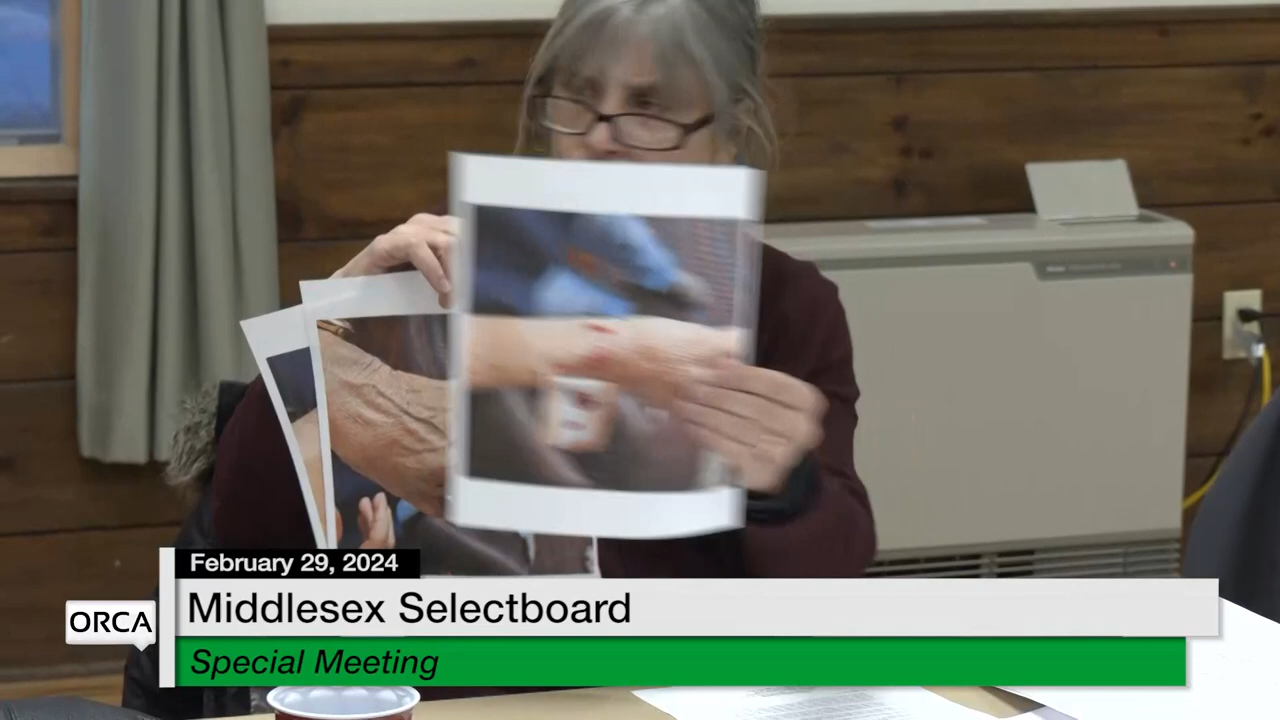 February 29, 2024
Middlesex Selectboard
ORCA
Special Meeting